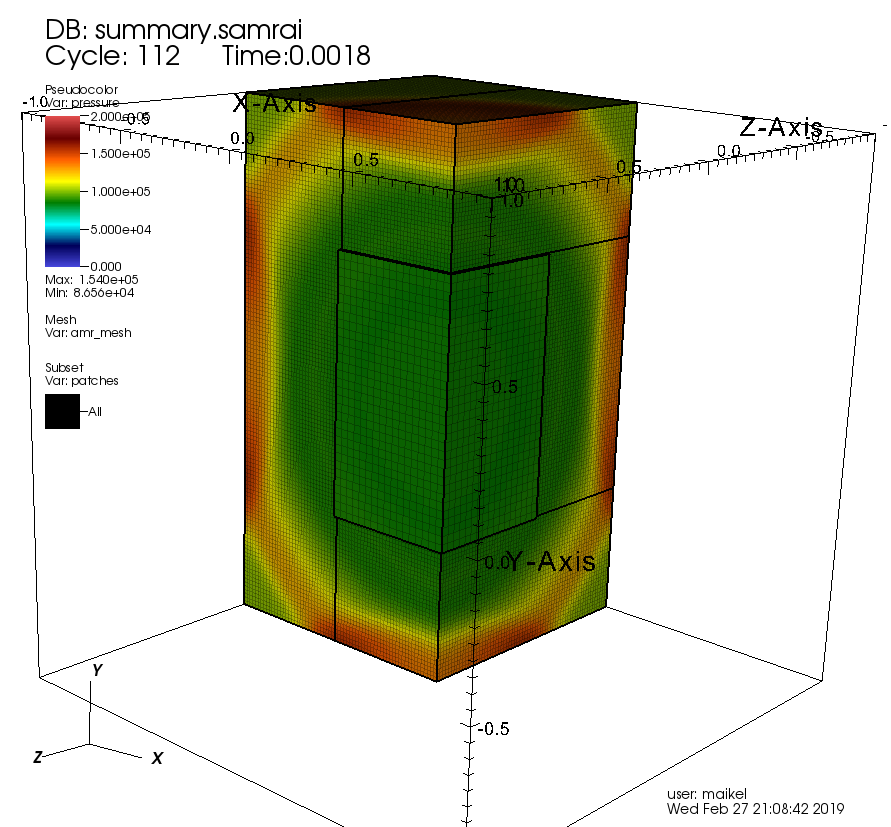 DB: summary.samrai
Cycle: 112 Time:0.0018
Pseudocolor
Var: pressure
2.000e+05
1.500e+05
1.000e+05
5.000e+04
0.000
Max: 1.540e+05
Min: 8.656e+04
Mesh
Var: amr_mesh
Subset
Var: patches
All
X-Axis
-1.0
-0.5
0.0
0.5
Z-Axis
-0.5
0.0
0.5
1.0
0.5
0.0
Y-Axis
-0.5
Y
Z
X
user: maikel
Wed Feb 27 21:08:42 2019